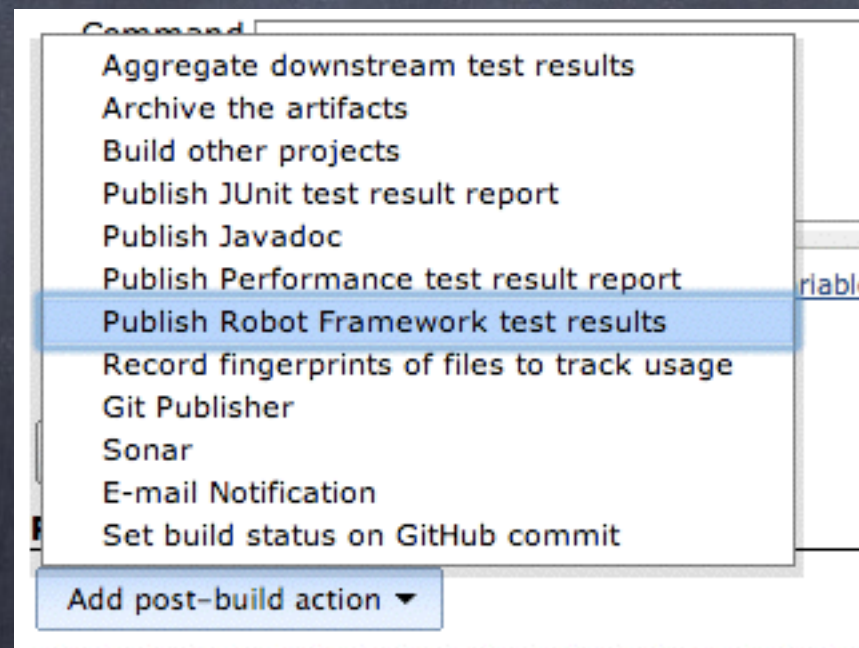 Command
Aggregate downstream test results
Archive the artifacts
Build other projects
Publish JUnit test result report
Publish Javadoc
Publish Performance test result report
Publish Robot Framework test results
Record fingerprints of files to track usage
Git Publisher
Sonar
E-mail Notification
Set build status on GitHub commit
Add post-build action